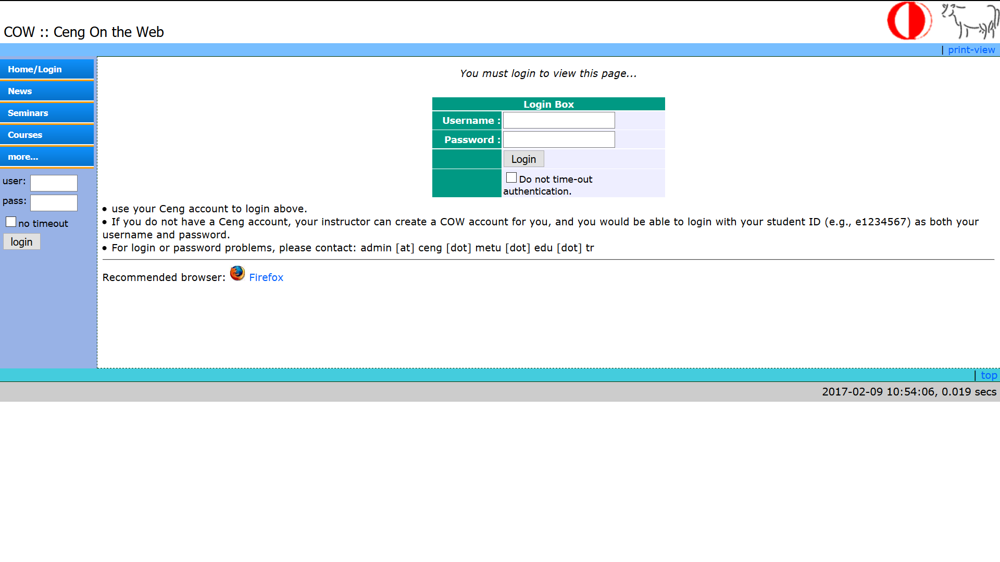 COW :: Ceng On the Web
| print-view
Home/Login
News
Seminars
Courses
more...
user:
pass:
no timeout
login
You must login to view this page...
Login Box
Username :
Password :
Login
Do not time-out
authentication.
• use your Ceng account to login above.
• If you do not have a Ceng account, your instructor can create a COW account for you, and you would be able to login with your student ID (e.g., e1234567) as both your
username and password.
• For login or password problems, please contact: admin [at] ceng [dot] metu [dot] edu [dot] tr
Recommended browser: Firefox
| top
2017-02-09 10:54:06, 0.019 secs